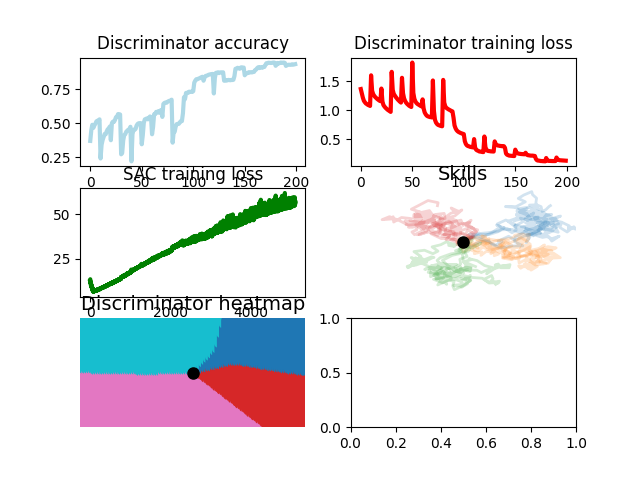 Discriminator accuracy
0.75
0.50
0.25
0 50 100 150 200
Discriminator training loss
1.5
1.0
0.5
0 50 100 150 200
SAC training loss
50
25
0 2000 4000
Skills
Discriminator heatmap
1.0
0.5
0.0
0.0 0.2 0.4 0.6 0.8 1.0